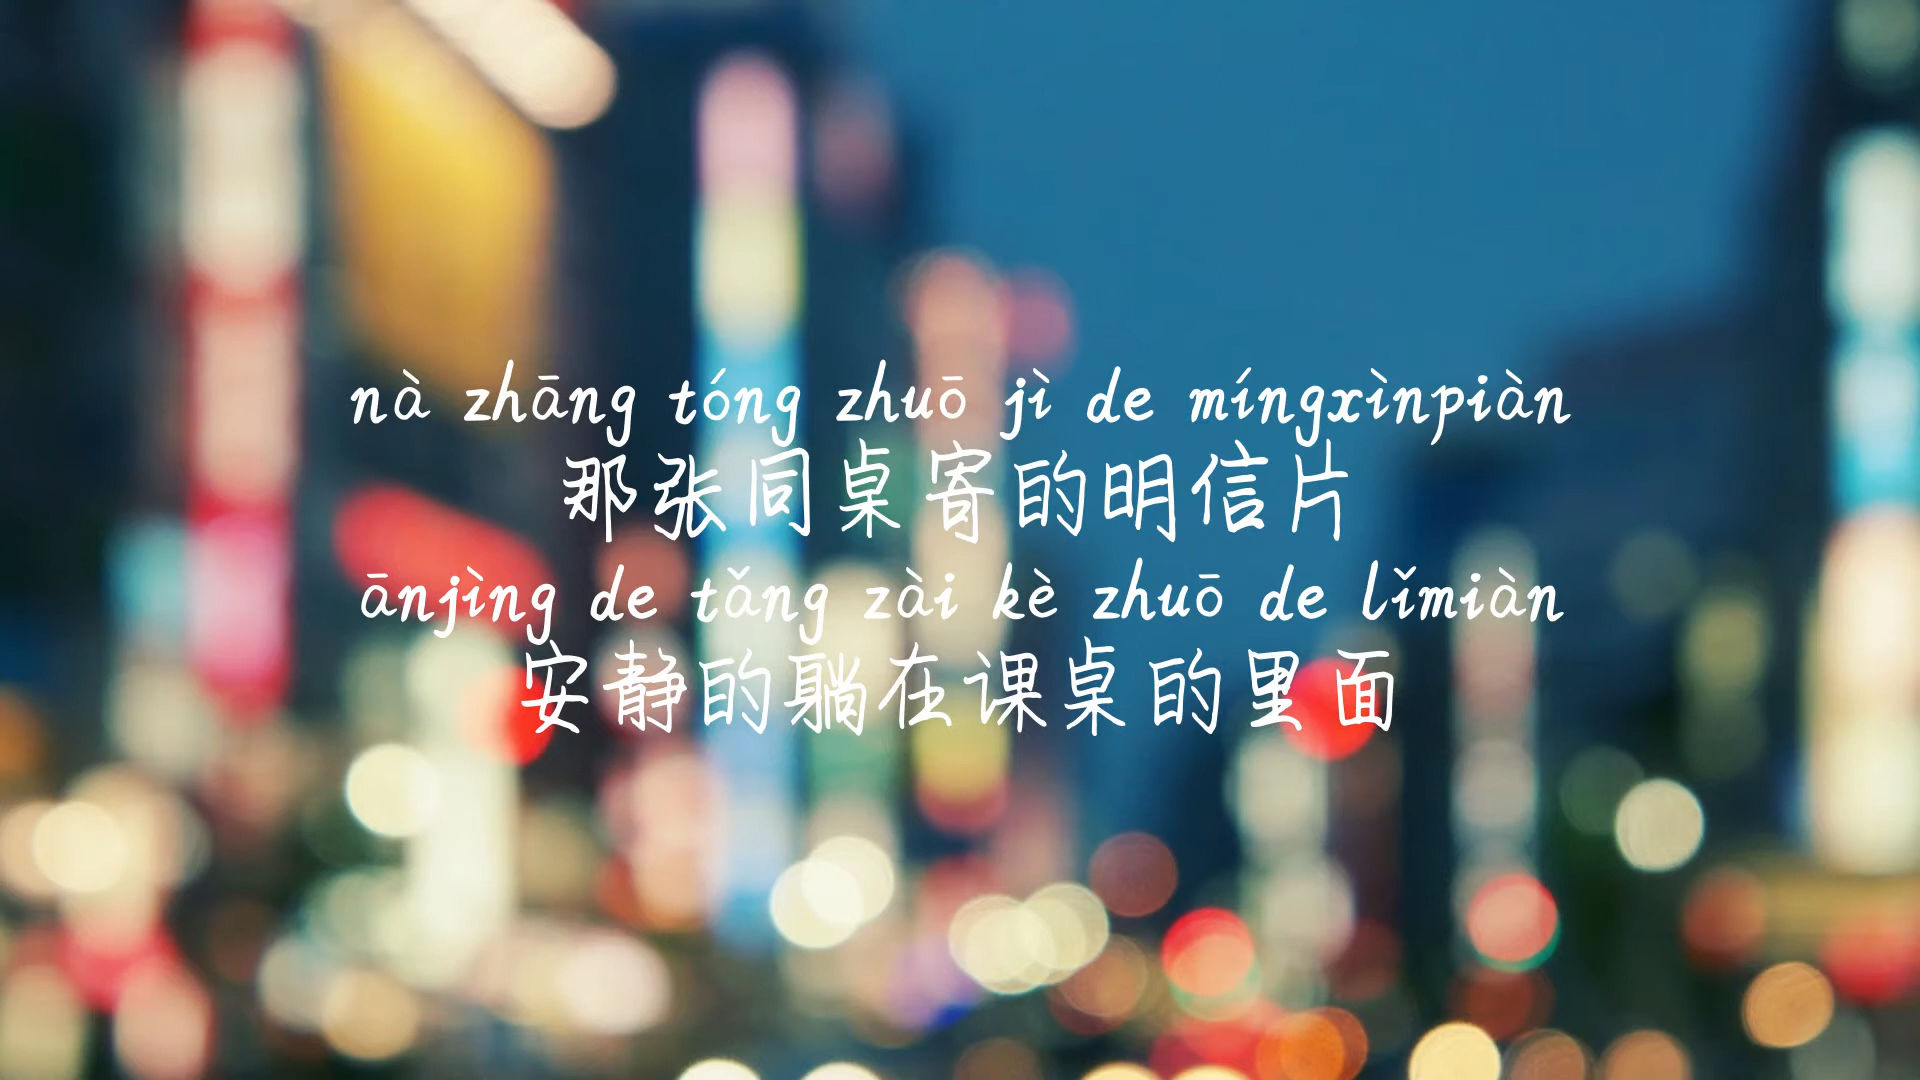 nà zhāng tóng zhuō jì de míngxìnpiàn
那张同桌寄的明信片
ānjìng de tǎng zài kè zhuō de lǐmiàn
安静的躺在课桌的里面